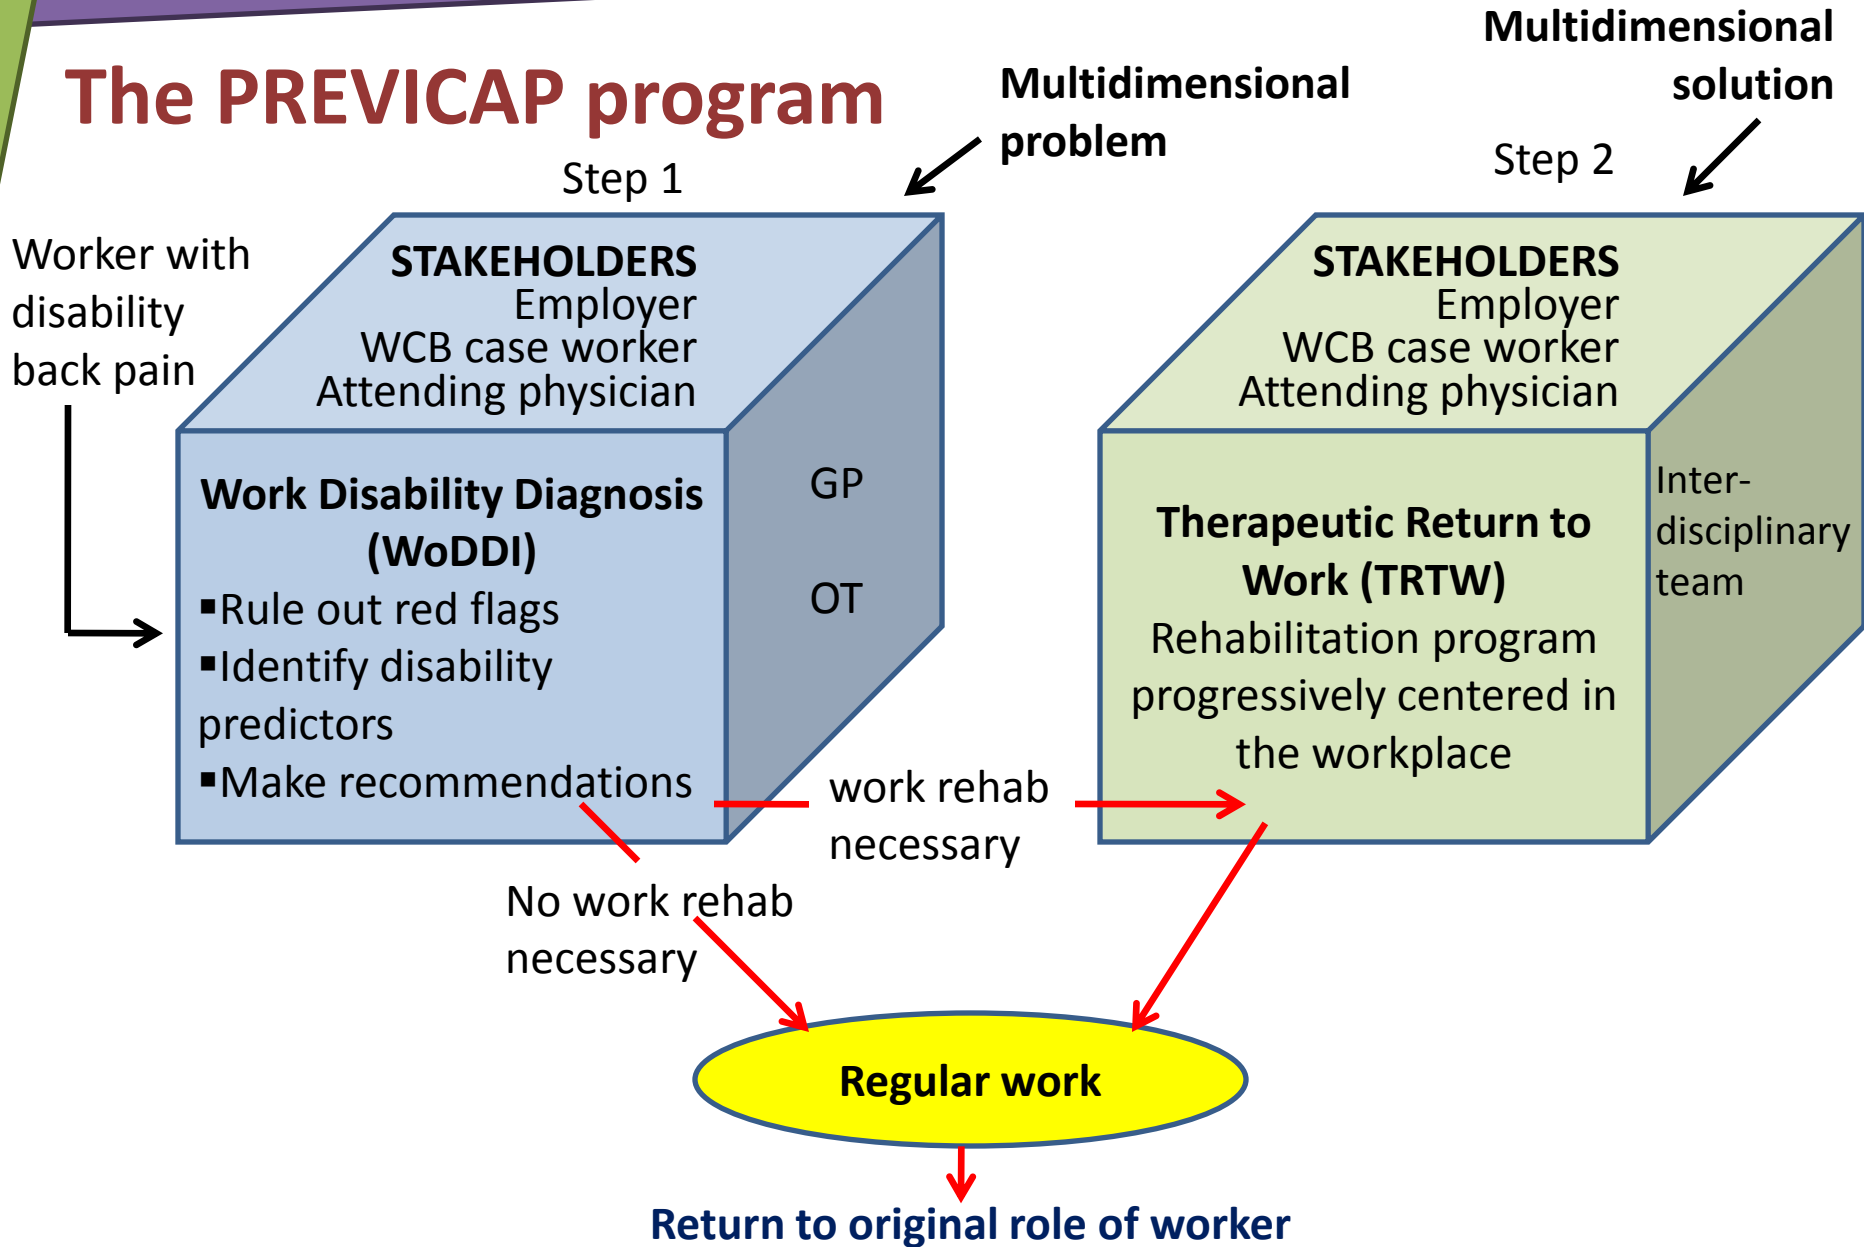 The PREVICAP program
Multidimensional
problem
Multidimensional
solution
Step 1
Step 2
Worker with
disability
back pain
STAKEHOLDERS
Employer
WCB case worker
Attending physician
Work Disability Diagnosis
(WoDDI)
▪Rule out red flags
▪Identify disability
predictors
▪Make recommendations
GP
OT
STAKEHOLDERS
Employer
WCB case worker
Attending physician
Therapeutic Return to
Work (TRTW)
Rehabilitation program
progressively centered in
the workplace
Inter-
disciplinary
team
work rehab
necessary
No work rehab
necessary
Regular work
Return to original role of worker